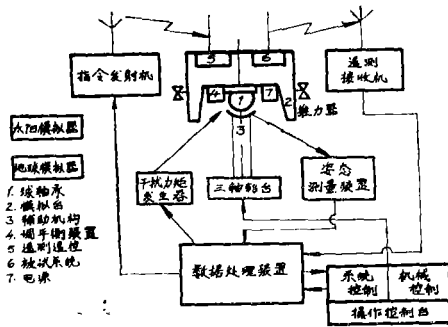 指令发射机
5
6
遥测
接收机
4
1
7
2
推力器
3
太阳模拟器
地球模拟器
干扰力矩
发生器
三轴转台
姿态
测量装置
1. 球轴承
2. 模拟台
3 辅助机构
4. 调平衡装置
5 遥测遥控
6 被试系统
7. 电源
数据处理装置
系统
控制
机械
控制
操作控制台